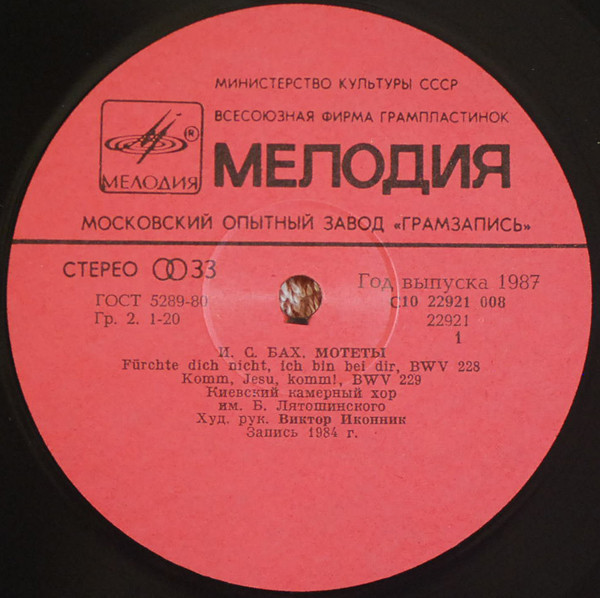 МИНИСТЕРСТВО КУЛЬТУРЫ СССР
ВСЕСОЮЗНАЯ ФИРМА ГРАМПЛАСТИНОК
®
МЕЛОДИЯ
МЕЛОДИЯ
МОСКОВСКИЙ ОПЫТНЫЙ ЗАВОД «ГРАМЗАПИСЬ»
СТЕРЕО 33
Год выпуска 1987
ГОСТ 5289-80
С10 22921 008
Гр. 2. 1-20
22921
1
И. С. БАХ. МОТЕТЫ
Fürchte dich nicht, ich bin bei dir, BWV 228
Komm, Jesu, komm!, BWV 229
Киевский камерный хор
им. Б. Лятошинского
Худ. рук. Виктор Иконник
Запись 1984 г.